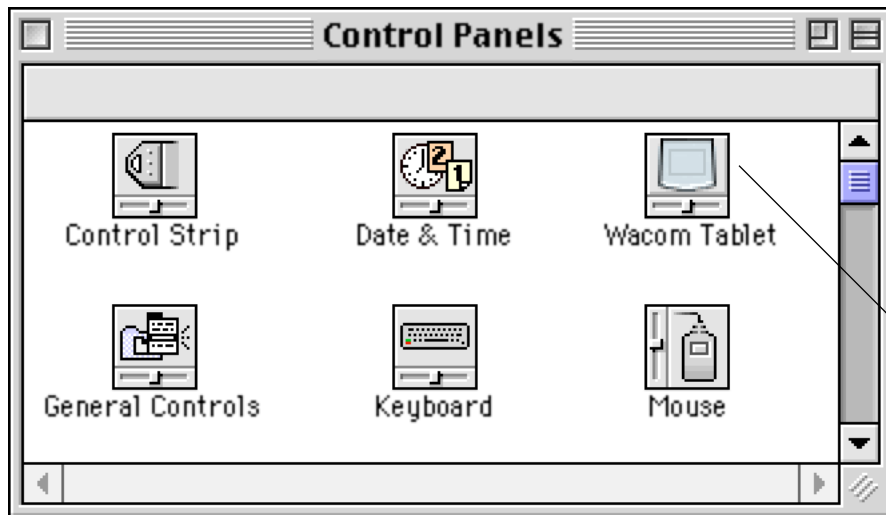 Control Panels
Control Strip
Date & Time
Wacom Tablet
General Controls
Keyboard
Mouse